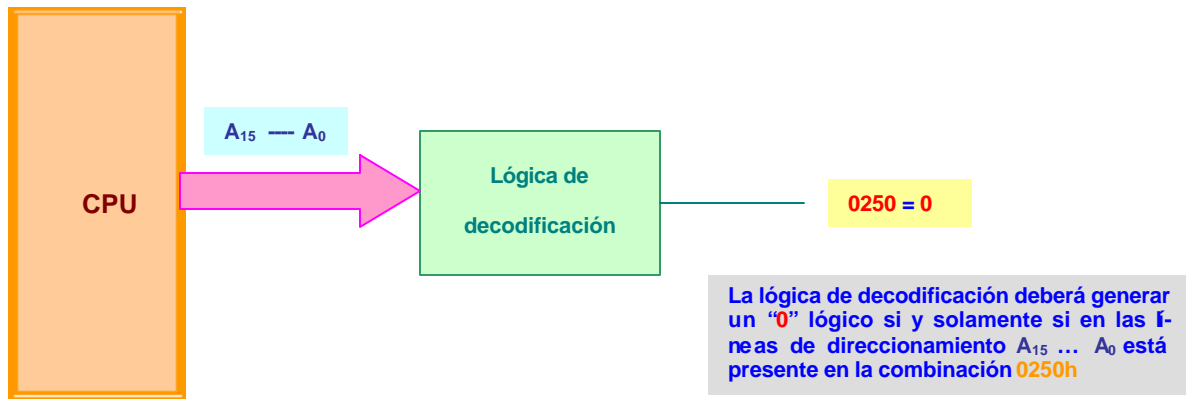 A15 ---- A0
CPU
Lógica de
decodificación
0250 = 0
La lógica de decodificación deberá generar
un “0” lógico si y solamente si en las lí-
neas de direccionamiento A15 … A0 está
presente en la combinación 0250h